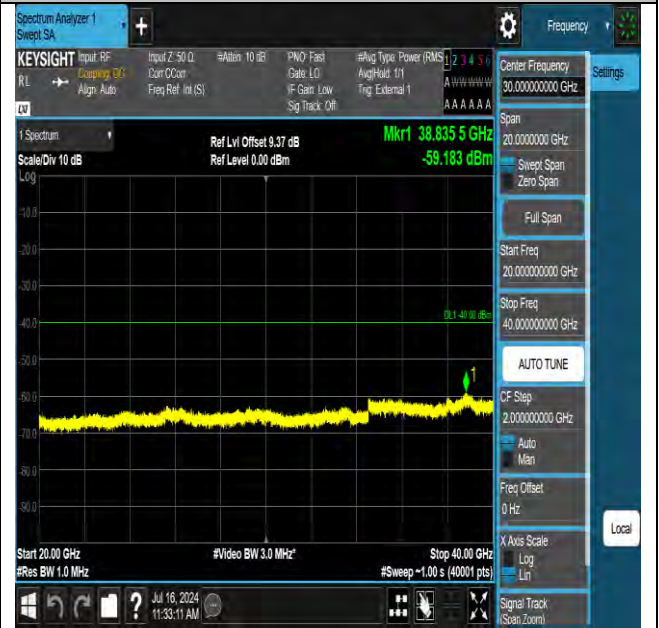 Spectrum Analyzer 1
Swept SA
+
Frequency
KEYSIGHT
RL
Input: RF
Coupling: DC
Align: Auto
Input Z: 50 Ω
Corr CCorr
Freq Ref: Int (S)
#Atten: 10 dB
PNO: Fast
Gate: LO
IF Gain: Low
Sig Track: Off
#Avg Type: Power (RMS
Avg|Hold: 1/1
Trig: External 1
1 2 3 4 5 6
A W W W W W
A A A A A A
LW
1 Spectrum
Scale/Div 10 dB
Log
Ref Lvl Offset 9.37 dB
Ref Level 0.00 dBm
Mkr1 38.835 5 GHz
-59.183 dBm
-10.0
-20.0
-30.0
-40.0
-50.0
-60.0
-70.0
-80.0
-90.0
DL1 -40.00 dBm
1
Start 20.00 GHz
#Res BW 1.0 MHz
#Video BW 3.0 MHz*
Stop 40.00 GHz
#Sweep ~1.00 s (40001 pts)
Center Frequency
30.000000000 GHz
Settings
Span
20.0000000 GHz
Swept Span
Zero Span
Full Span
Start Freq
20.000000000 GHz
Stop Freq
40.000000000 GHz
AUTO TUNE
CF Step
2.000000000 GHz
Auto
Man
Freq Offset
0 Hz
X Axis Scale
Log
Lin
Signal Track
(Span Zoom)
Local
?
Jul 16, 2024
11:33:11 AM